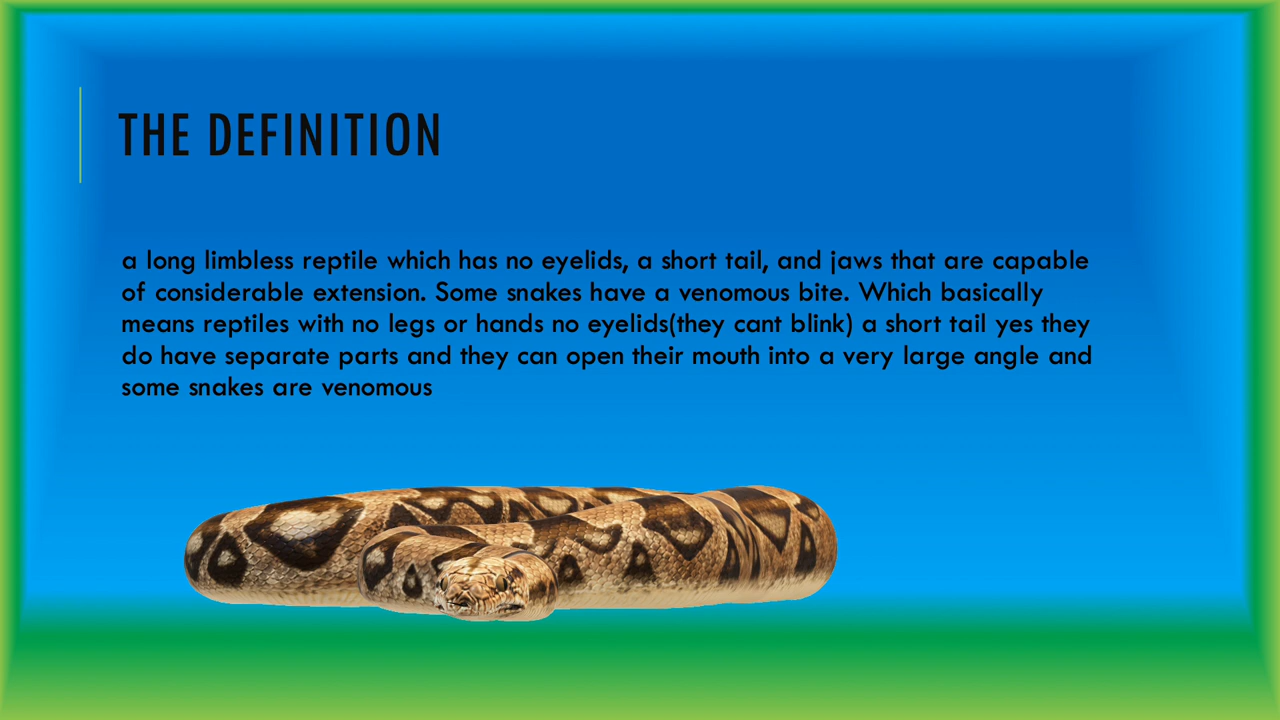 THE DEFINITION
a long limbless reptile which has no eyelids, a short tail, and jaws that are capable
of considerable extension. Some snakes have a venomous bite. Which basically
means reptiles with no legs or hands no eyelids(they cant blink) a short tail yes they
do have separate parts and they can open their mouth into a very large angle and
some snakes are venomous